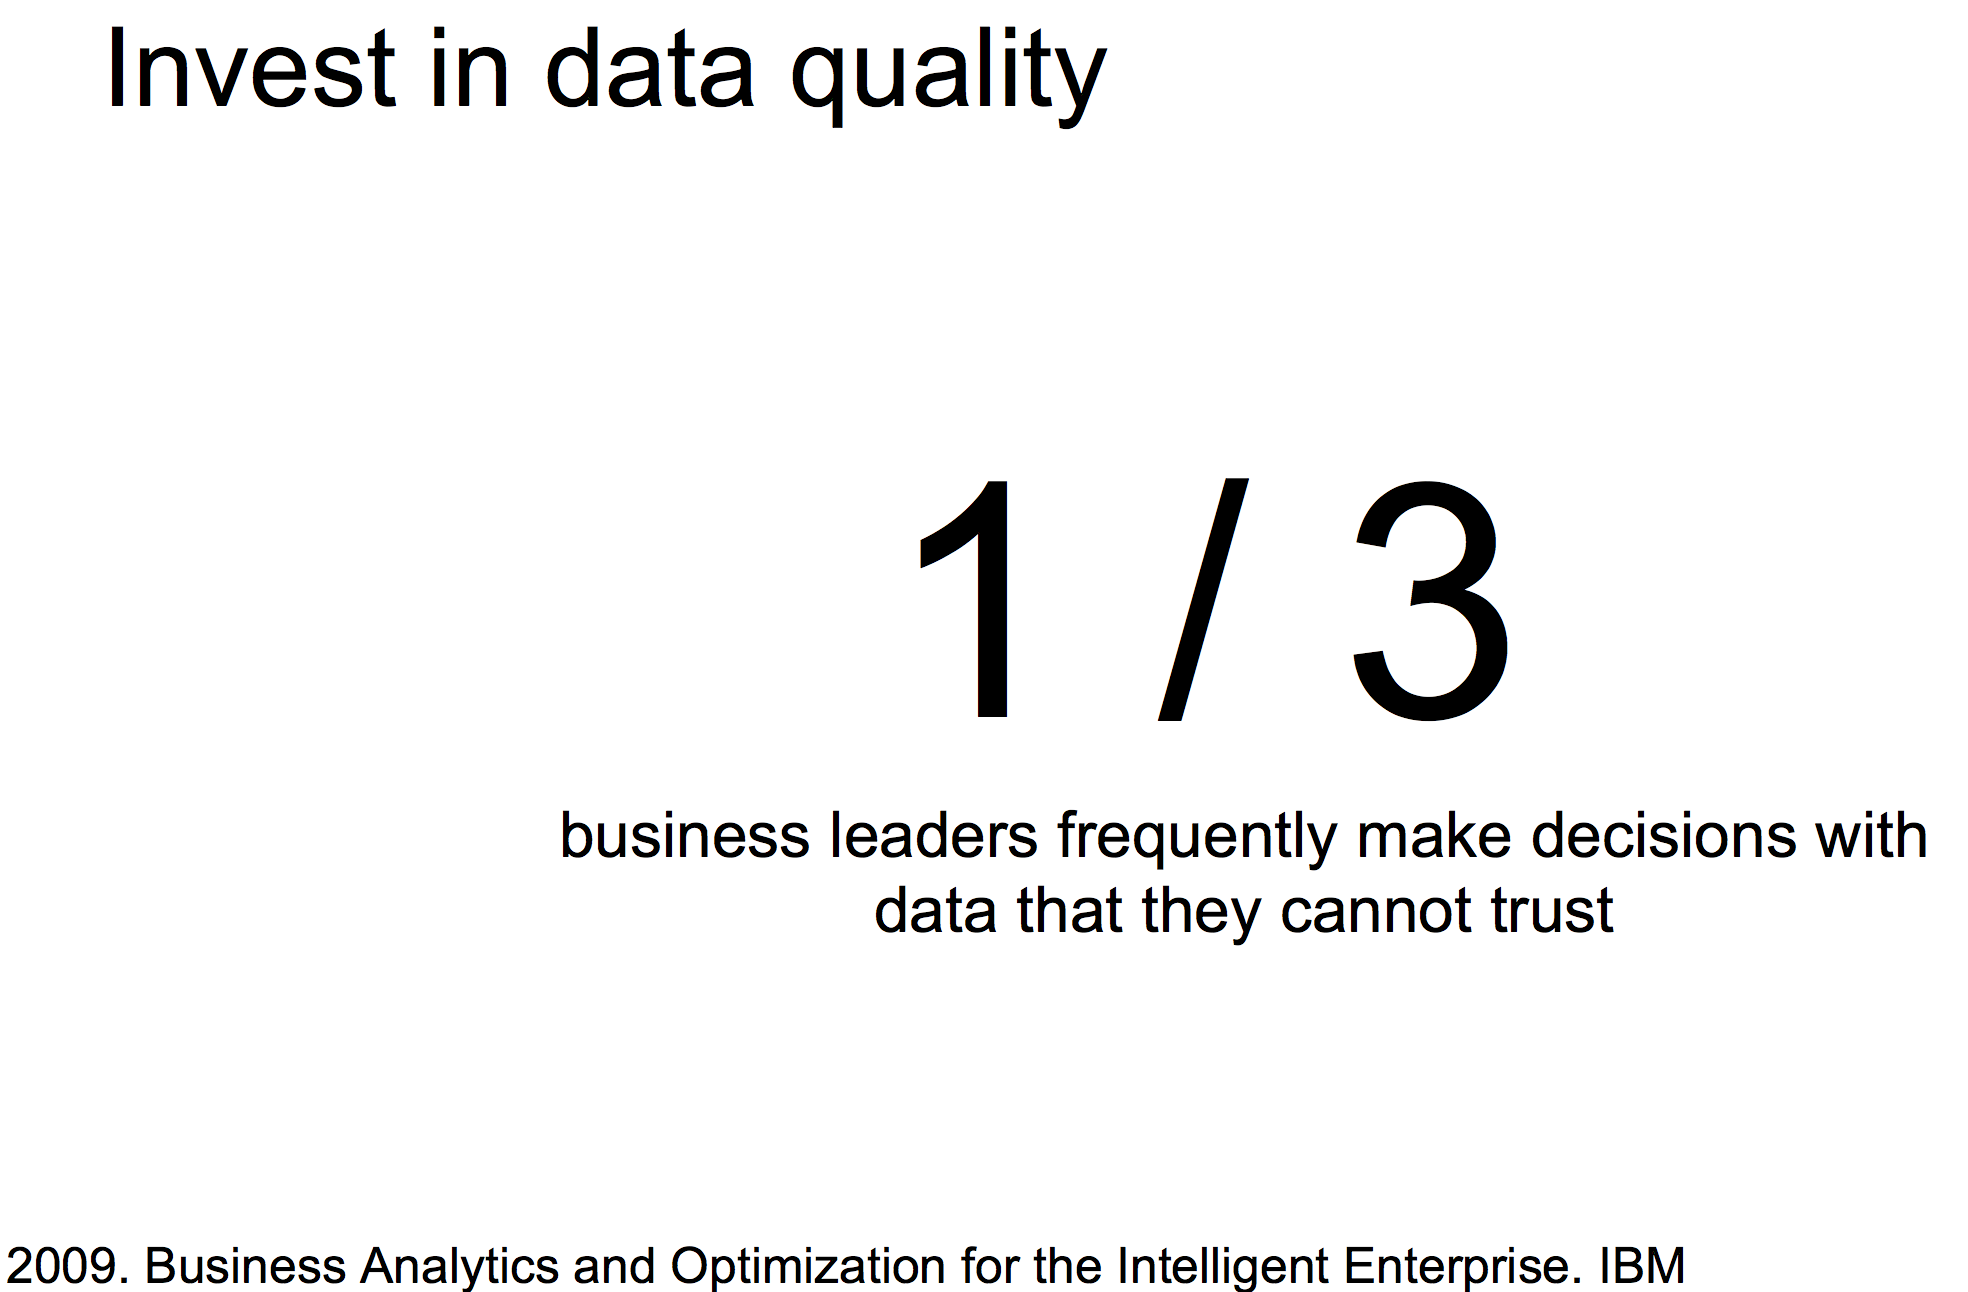 Invest in data quality
1 / 3
business leaders frequently make decisions with
data that they cannot trust
2009. Business Analytics and Optimization for the Intelligent Enterprise. IBM